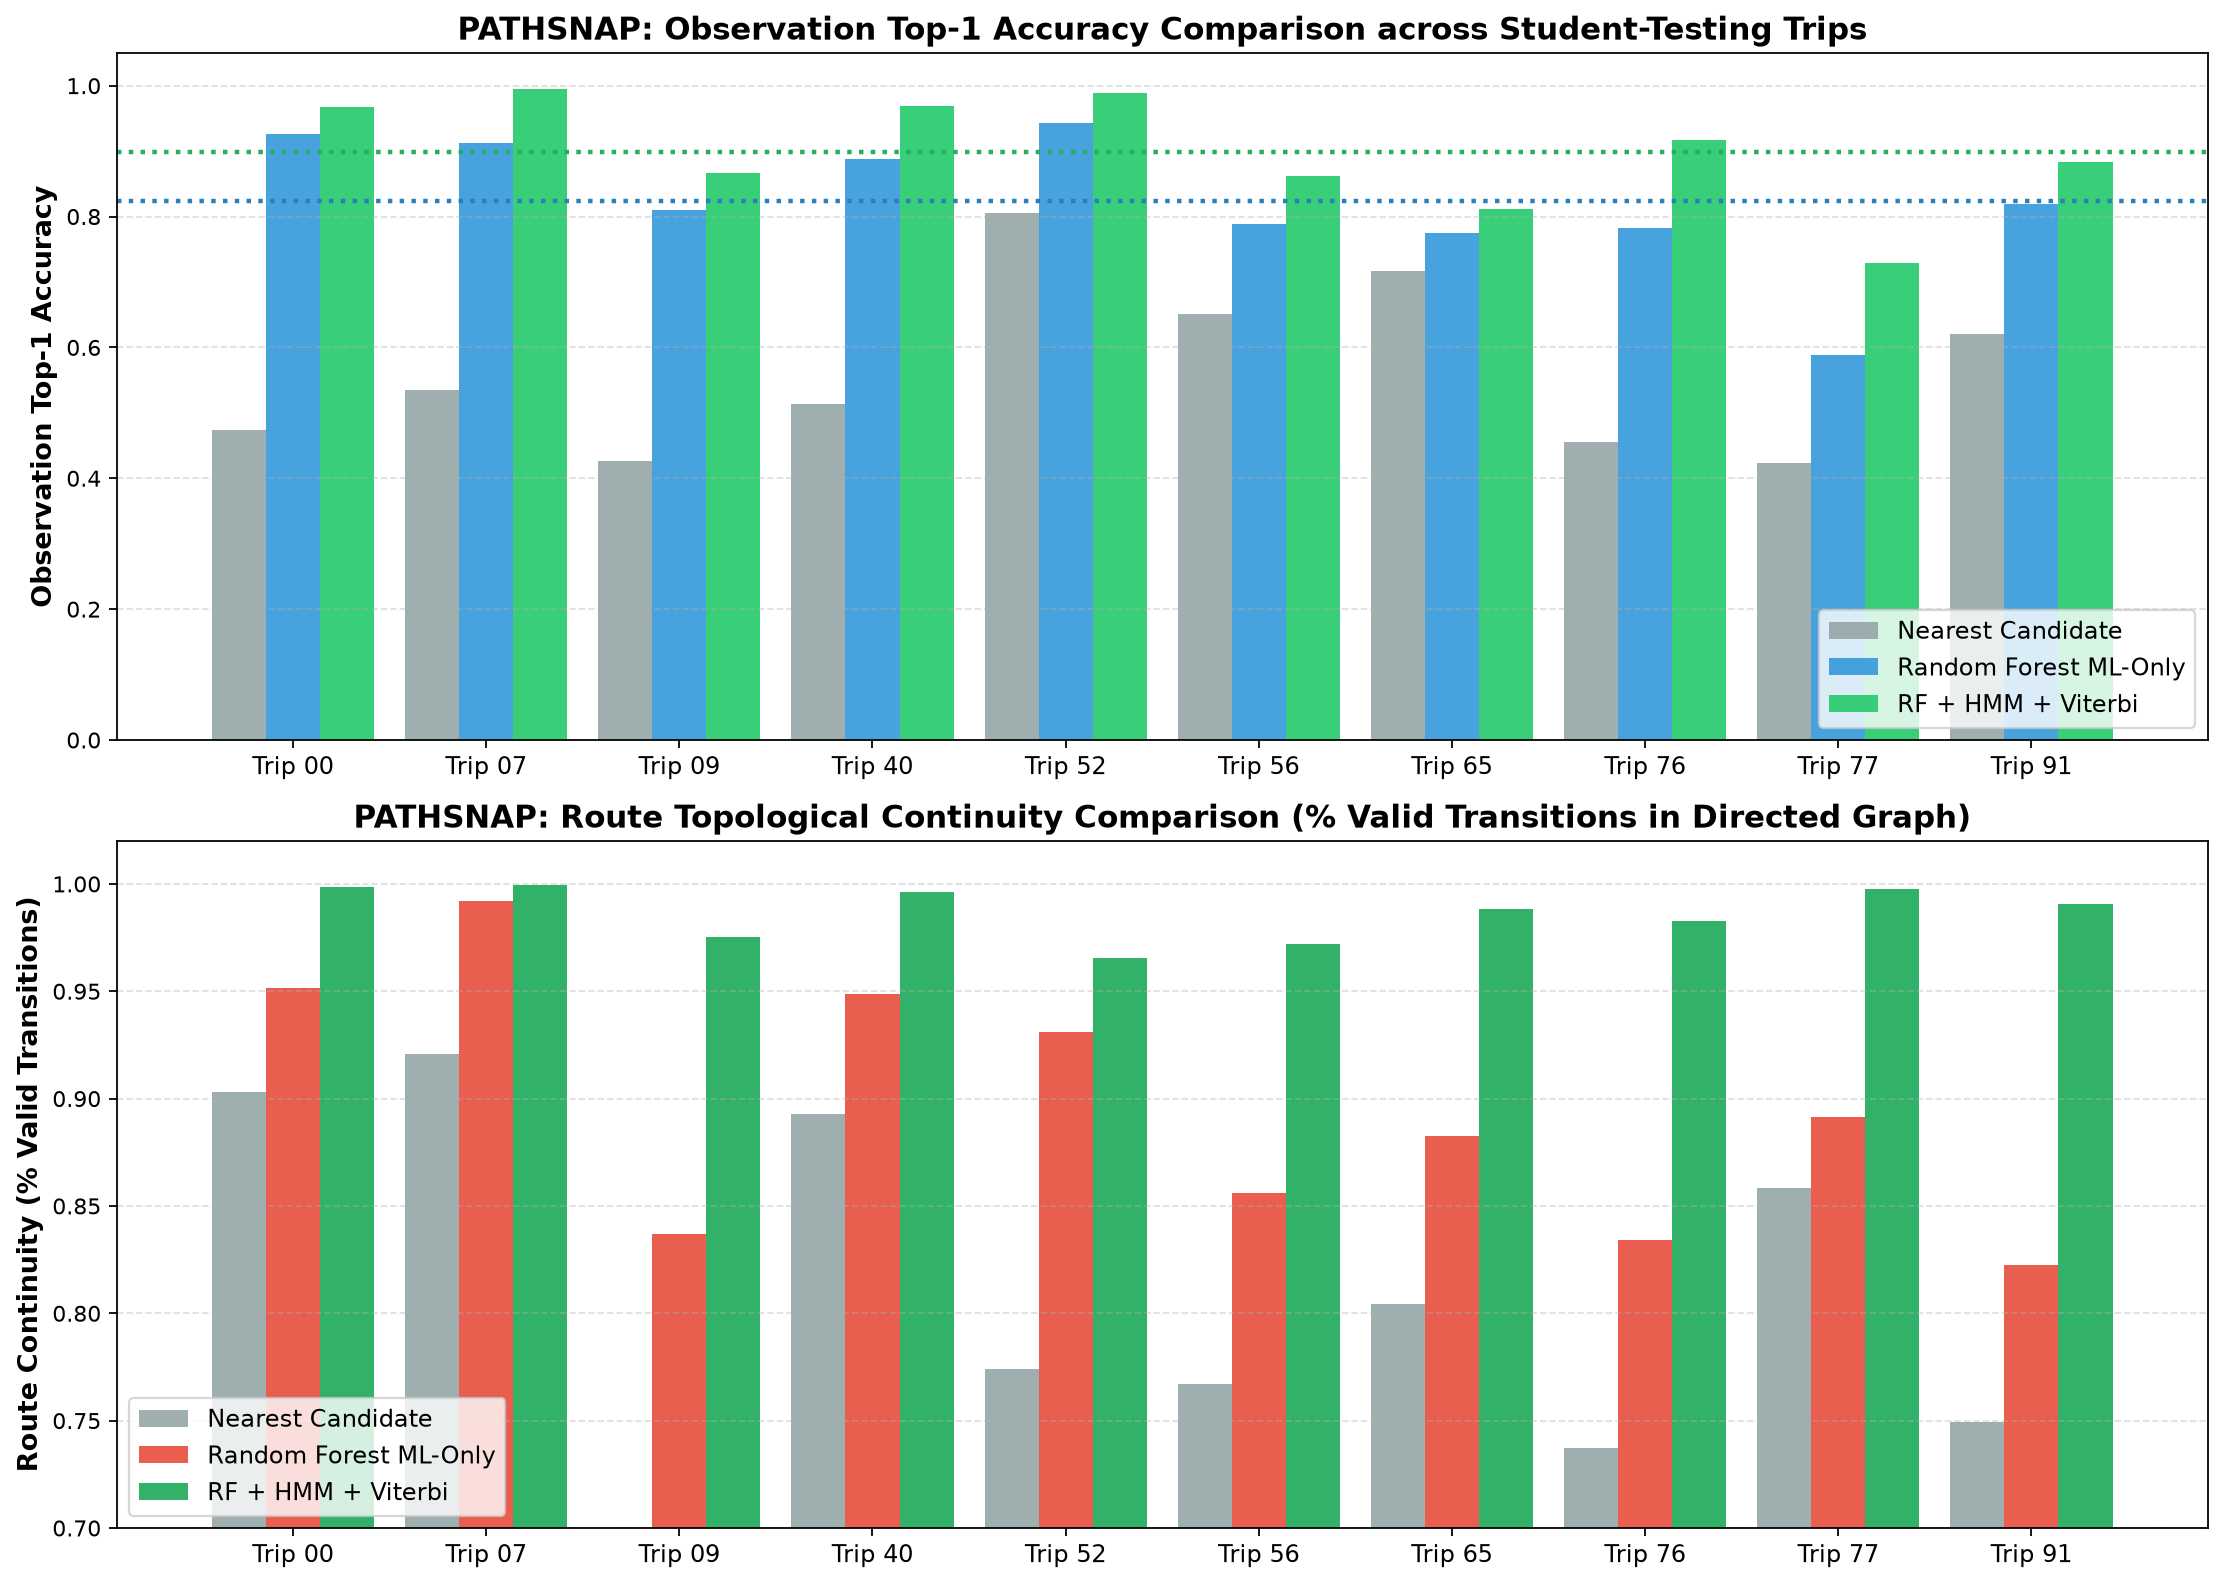 PATHSNAP: Observation Top-1 Accuracy Comparison across Student-Testing Trips
Observation Top-1 Accuracy
1.0
0.8
0.6
0.4
0.2
0.0
Nearest Candidate
Random Forest ML-Only
RF + HMM + Viterbi
Trip 00 Trip 07 Trip 09 Trip 40 Trip 52 Trip 56 Trip 65 Trip 76 Trip 77 Trip 91
PATHSNAP: Route Topological Continuity Comparison (% Valid Transitions in Directed Graph)
Route Continuity (% Valid Transitions)
1.00
0.95
0.90
0.85
0.80
0.75
0.70
Nearest Candidate
Random Forest ML-Only
RF + HMM + Viterbi
Trip 00 Trip 07 Trip 09 Trip 40 Trip 52 Trip 56 Trip 65 Trip 76 Trip 77 Trip 91